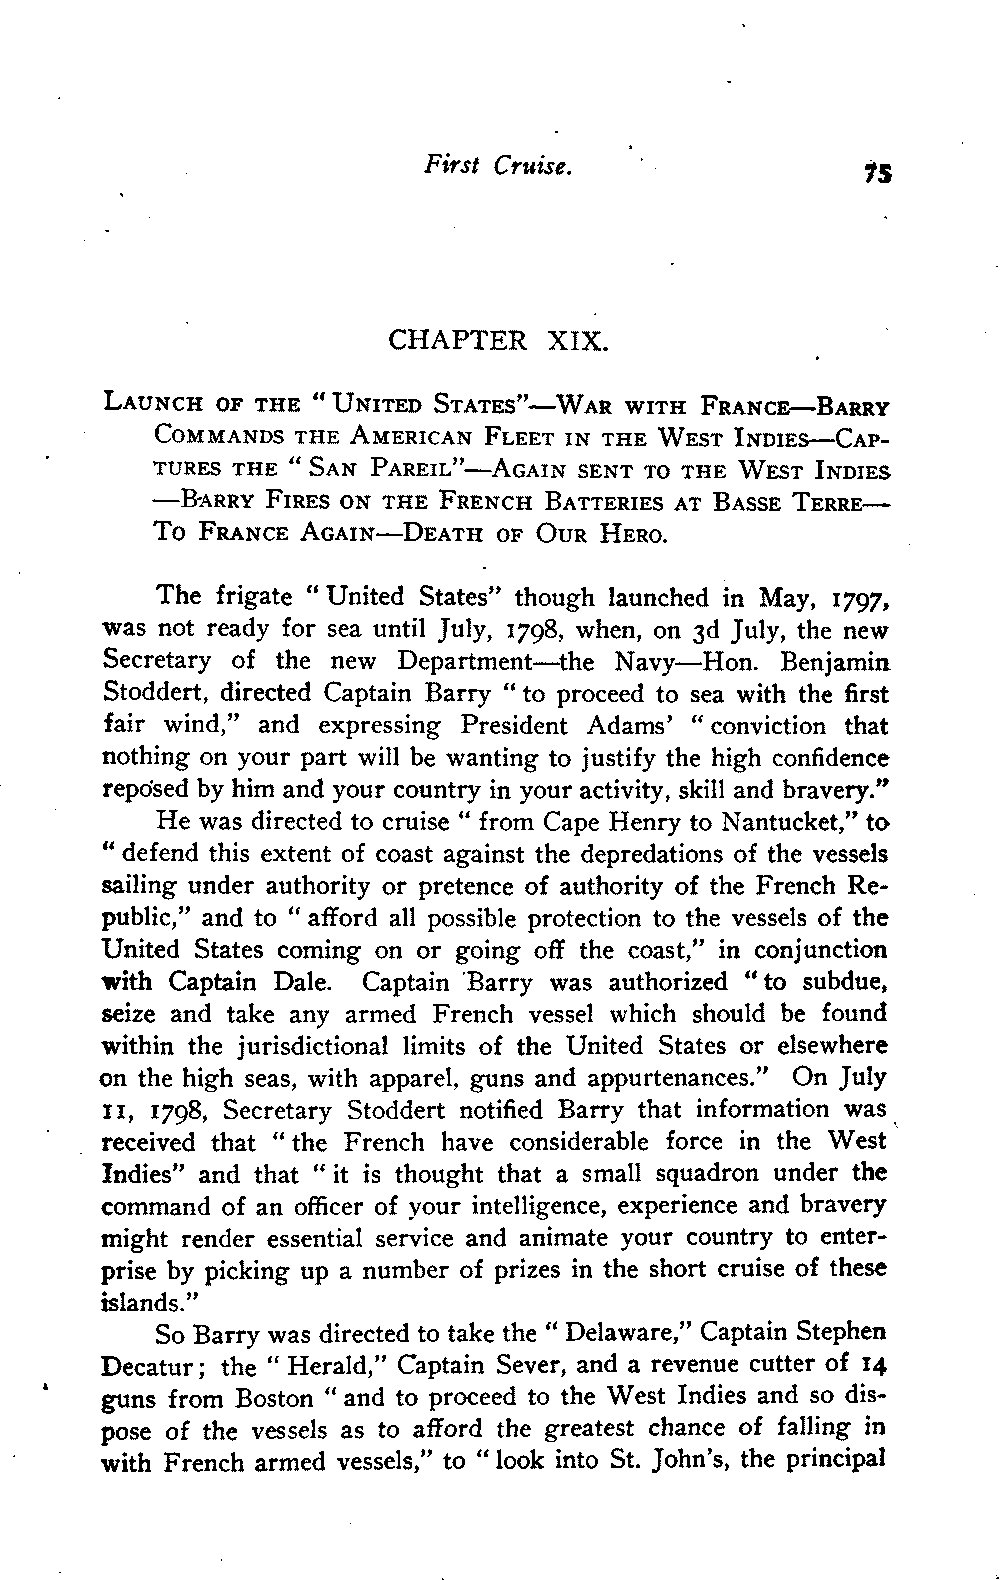 First Cruise. 75
CHAPTER XIX.
LAUNCH OF THE "UNITED STATES"—WAR WITH FRANCE—BARRY
COMMANDS THE AMERICAN FLEET IN THE WEST INDIES—CAP-
TURES THE "SAN PAREIL"—AGAIN SENT TO THE WEST INDIES
—BARRY FIRES ON THE FRENCH BATTERIES AT BASSE TERRE—
TO FRANCE AGAIN—DEATH OF OUR HERO.
The frigate "United States" though launched in May, 1797,
was not ready for sea until July, 1798, when, on 3d July, the new
Secretary of the new Department—the Navy—Hon. Benjamin
Stoddert, directed Captain Barry "to proceed to sea with the first
fair wind," and expressing President Adams' "conviction that
nothing on your part will be wanting to justify the high confidence
reposed by him and your country in your activity, skill and bravery."
He was directed to cruise "from Cape Henry to Nantucket," to
"defend this extent of coast against the depredations of the vessels
sailing under authority or pretence of authority of the French Re-
public," and to "afford all possible protection to the vessels of the
United States coming on or going off the coast," in conjunction
with Captain Dale. Captain Barry was authorized "to subdue,
seize and take any armed French vessel which should be found
within the jurisdictional limits of the United States or elsewhere
on the high seas, with apparel, guns and appurtenances." On July
11, 1798, Secretary Stoddert notified Barry that information was
received that "the French have considerable force in the West
Indies" and that "it is thought that a small squadron under the
command of an officer of your intelligence, experience and bravery
might render essential service and animate your country to enter-
prise by picking up a number of prizes in the short cruise of these
islands."
So Barry was directed to take the "Delaware," Captain Stephen
Decatur; the "Herald," Captain Sever, and a revenue cutter of 14
guns from Boston "and to proceed to the West Indies and so dis-
pose of the vessels as to afford the greatest chance of falling in
with French armed vessels," to "look into St. John's, the principal